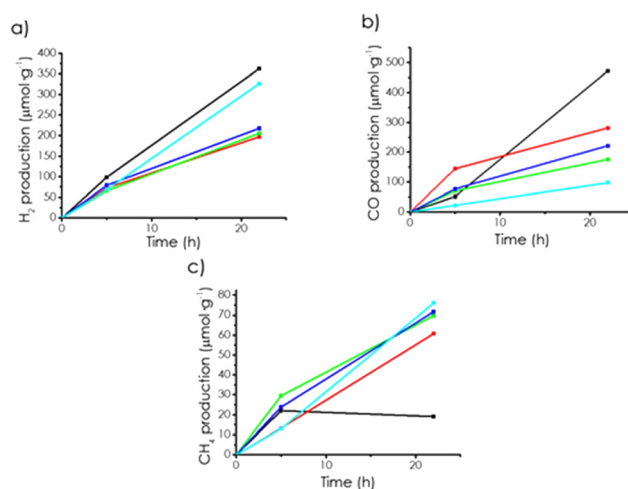 a)
H₂ production (μmol·g⁻¹)
400
350
300
250
200
150
100
50
0
0 10 20
Time (h)
b)
CO production (μmol·g⁻¹)
500
400
300
200
100
0
0 10 20
Time (h)
c)
CH₄ production (μmol·g⁻¹)
80
70
60
50
40
30
20
10
0
0 10 20
Time (h)